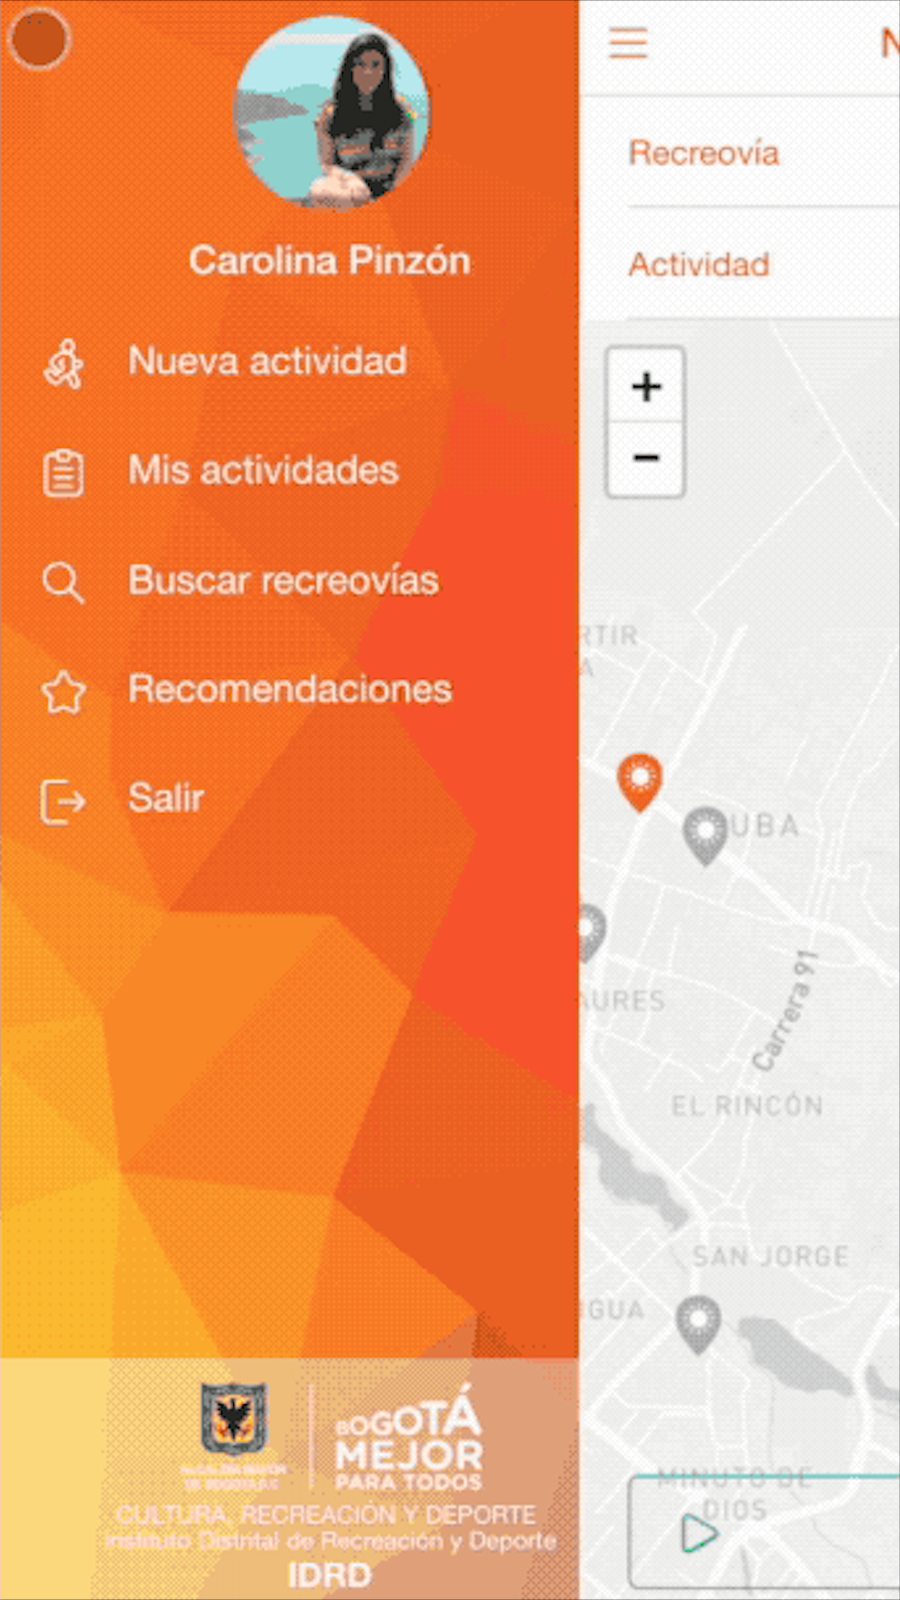 Carolina Pinzón
Nueva actividad
Mis actividades
Buscar recreovías
Recomendaciones
Salir
BOGOTÁ
MEJOR
PARA TODOS
CULTURA, RECREACIÓN Y DEPORTE
Instituto Distrital de Recreación y Deporte
IDRD
N
Recreovía
Actividad
+
−
RTIR
A
UBA
AURES
Carrera 91
EL RINCÓN
SAN JORGE
GUA
MINUTO DE
DIOS